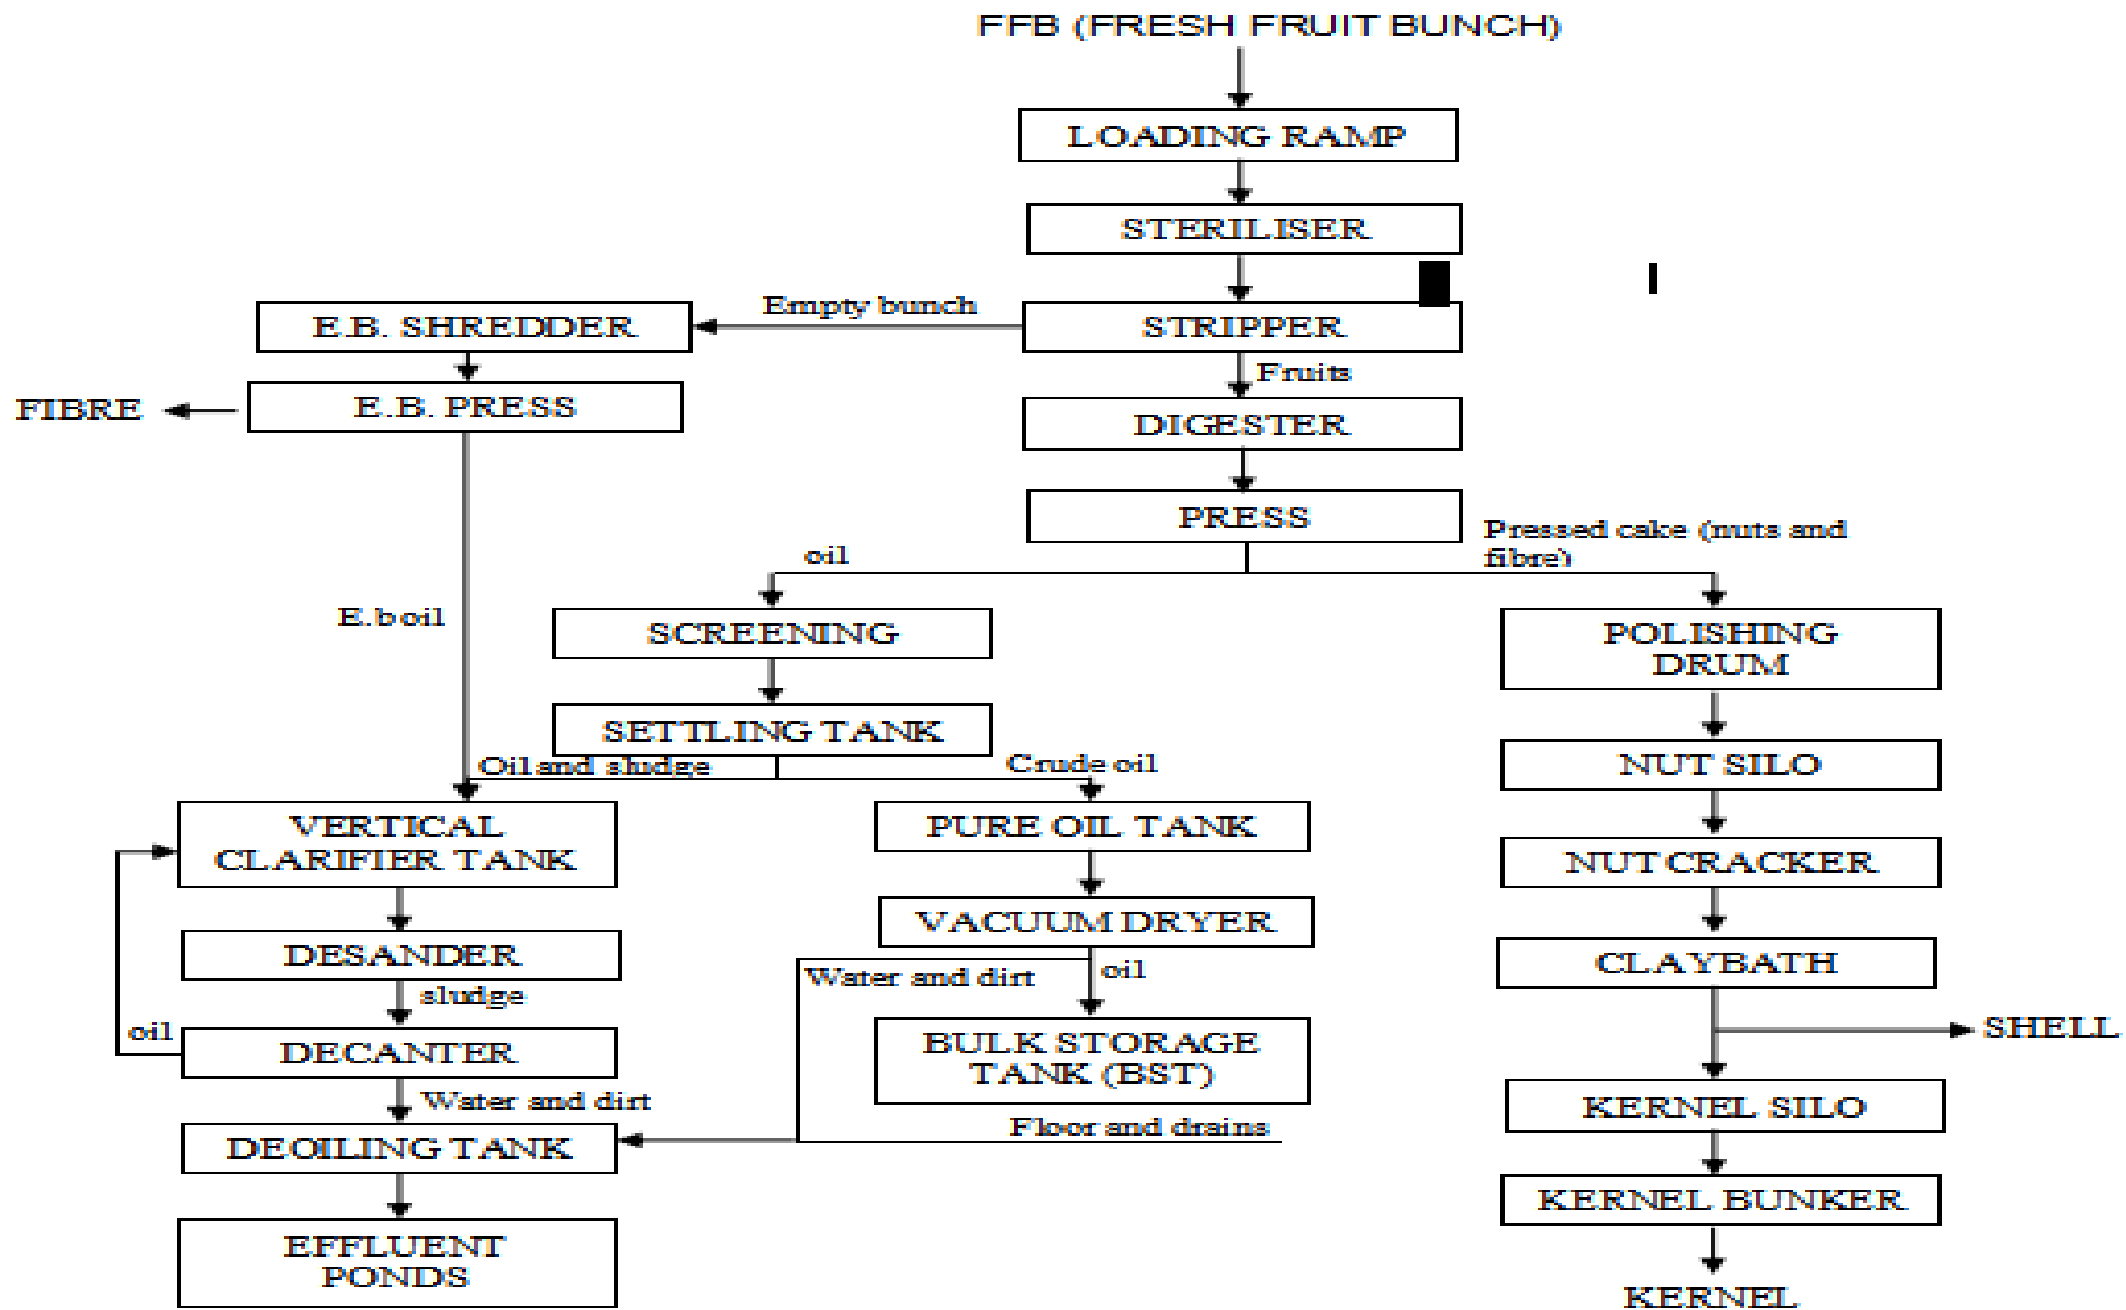 FFB (FRESH FRUIT BUNCH)
LOADING RAMP
STERILISER
Empty bunch
E.B. SHREDDER
STRIPPER
Fruits
FIBRE
E.B. PRESS
DIGESTER
PRESS
Pressed cake (nuts and
fibre)
oil
E.b oil
SCREENING
POLISHING
DRUM
SETTLING TANK
Oil and sludge
Crude oil
NUT SILO
VERTICAL
CLARIFIER TANK
PURE OIL TANK
NUT CRACKER
VACUUM DRYER
DESANDER
Water and dirt
oil
CLAYBATH
sludge
oil
DECANTER
BULK STORAGE
TANK (BST)
SHELL
Water and dirt
Floor and drains
KERNEL SILO
DEOILING TANK
KERNEL BUNKER
EFFLUENT
PONDS
KERNEL